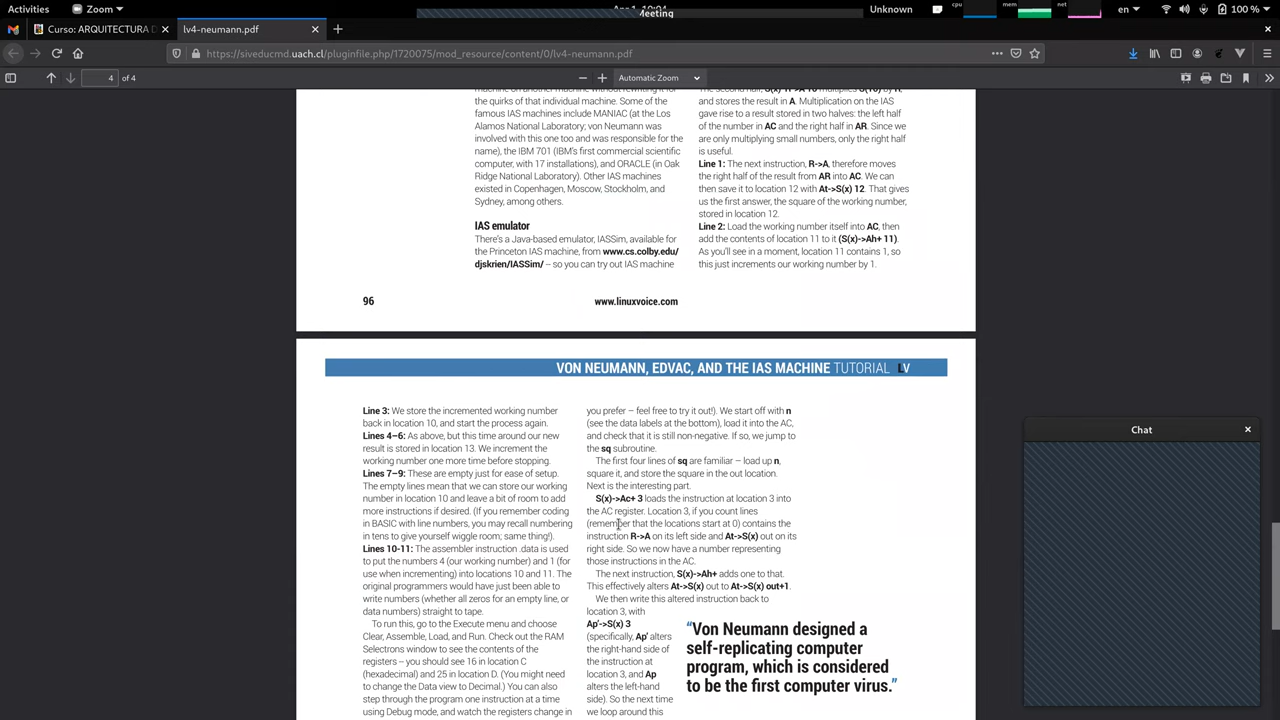 Activities
Zoom
Meeting
Unknown
cpu
mem
net
en
100 %
Curso: ARQUITECTURA D
lv4-neumann.pdf
https://siveducmd.uach.cl/pluginfile.php/1720075/mod_resource/content/0/lv4-neumann.pdf
4 of 4
Automatic Zoom
machine on another machine without rewriting it for
the quirks of that individual machine. Some of the
famous IAS machines include MANIAC (at the Los
Alamos National Laboratory; von Neumann was
involved with this one too and was responsible for the
name), the IBM 701 (IBM's first commercial scientific
computer, with 17 installations), and ORACLE (in Oak
Ridge National Laboratory). Other IAS machines
existed in Copenhagen, Moscow, Stockholm, and
Sydney, among others.
IAS emulator
There's a Java-based emulator, IASSim, available for
the Princeton IAS machine, from www.cs.colby.edu/
djskrien/IASSim/ – so you can try out IAS machine
The second half,
and stores the result in A. Multiplication on the IAS
gave rise to a result stored in two halves: the left half
of the number in AC and the right half in AR. Since we
are only multiplying small numbers, only the right half
is useful.
Line 1: The next instruction, R->A, therefore moves
the right half of the result from AR into AC. We can
then save it to location 12 with At->S(x) 12. That gives
us the first answer, the square of the working number,
stored in location 12.
Line 2: Load the working number itself into AC, then
add the contents of location 11 to it (S(x)->Ah+ 11).
As you'll see in a moment, location 11 contains 1, so
this just increments our working number by 1.
96
www.linuxvoice.com
VON NEUMANN, EDVAC, AND THE IAS MACHINE TUTORIAL LV
Line 3: We store the incremented working number
back in location 10, and start the process again.
Lines 4–6: As above, but this time around our new
result is stored in location 13. We increment the
working number one more time before stopping.
Lines 7–9: These are empty just for ease of setup.
The empty lines mean that we can store our working
number in location 10 and leave a bit of room to add
more instructions if desired. (If you remember coding
in BASIC with line numbers, you may recall numbering
in tens to give yourself wiggle room; same thing!).
Lines 10-11: The assembler instruction .data is used
to put the numbers 4 (our working number) and 1 (for
use when incrementing) into locations 10 and 11. The
original programmers would have just been able to
write numbers (whether all zeros for an empty line, or
data numbers) straight to tape.
To run this, go to the Execute menu and choose
Clear, Assemble, Load, and Run. Check out the RAM
Selectrons window to see the contents of the
registers – you should see 16 in location C
(hexadecimal) and 25 in location D. (You might need
to change the Data view to Decimal.) You can also
step through the program one instruction at a time
using Debug mode, and watch the registers change in
you prefer – feel free to try it out!). We start off with n
(see the data labels at the bottom), load it into the AC,
and check that it is still non-negative. If so, we jump to
the sq subroutine.
The first four lines of sq are familiar – load up n,
square it, and store the square in the out location.
Next is the interesting part.
S(x)->Ac+ 3 loads the instruction at location 3 into
the AC register. Location 3, if you count lines
(remember that the locations start at 0) contains the
instruction R->A on its left side and At->S(x) out on its
right side. So we now have a number representing
those instructions in the AC.
The next instruction, S(x)->Ah+ adds one to that.
This effectively alters At->S(x) out to At->S(x) out+1.
We then write this altered instruction back to
location 3, with
Ap'->S(x) 3
(specifically, Ap' alters
the right-hand side of
the instruction at
location 3, and Ap
alters the left-hand
side). So the next time
we loop around this
“Von Neumann designed a
self-replicating computer
program, which is considered
to be the first computer virus.”
Chat